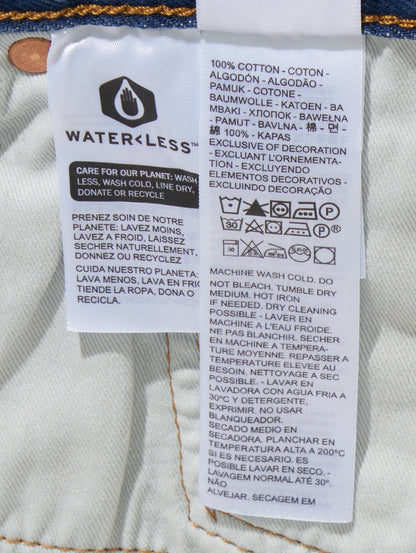 WATER<LESS™
CARE FOR OUR PLANET: WASH
LESS, WASH COLD, LINE DRY,
DONATE OR RECYCLE
PRENEZ SOIN DE NOTRE
PLANETE: LAVEZ MOINS,
LAVEZ A FROID, LAISSEZ
SECHER NATURELLEMENT,
DONNEZ OU RECYCLEZ
CUIDA NUESTRO PLANETA:
LAVA MENOS, LAVA EN FRIO
TIENDE LA ROPA, DONA O
RECICLA.
100% COTTON - COTON -
ALGODÓN - ALGODÃO -
PAMUK - COTONE -
BAUMWOLLE - KATOEN - BA
MBAKI - ХЛОПОК - BAWEŁNA
- PAMUT - BAVLNA - 棉 - 면 -
綿 100% - KAPAS
EXCLUSIVE OF DECORATION
- EXCLUANT L'ORNEMENTA-
TION - EXCLUYENDO
ELEMENTOS DECORATIVOS -
EXCLUINDO DECORAÇÃO
30
30
MACHINE WASH COLD. DO
NOT BLEACH. TUMBLE DRY
MEDIUM. HOT IRON
IF NEEDED. DRY CLEANING
POSSIBLE - LAVER EN
MACHINE A L'EAU FROIDE.
NE PAS BLANCHIR. SECHER
EN MACHINE A TEMPERA-
TURE MOYENNE. REPASSER A
TEMPERATURE ELEVEE AU
BESOIN. NETTOYAGE A SEC
POSSIBLE - LAVAR EN
LAVADORA CON AGUA FRIA A
30ºC Y DETERGENTE.
EXPRIMIR. NO USAR
BLANQUEADOR.
SECADO MEDIO EN
SECADORA. PLANCHAR EN
TEMPERATURA ALTA A 200ºC
SI ES NECESARIO. ES
POSIBLE LAVAR EN SECO. -
LAVAGEM NORMAL ATÉ 30º.
NÃO
ALVEJAR. SECAGEM EM